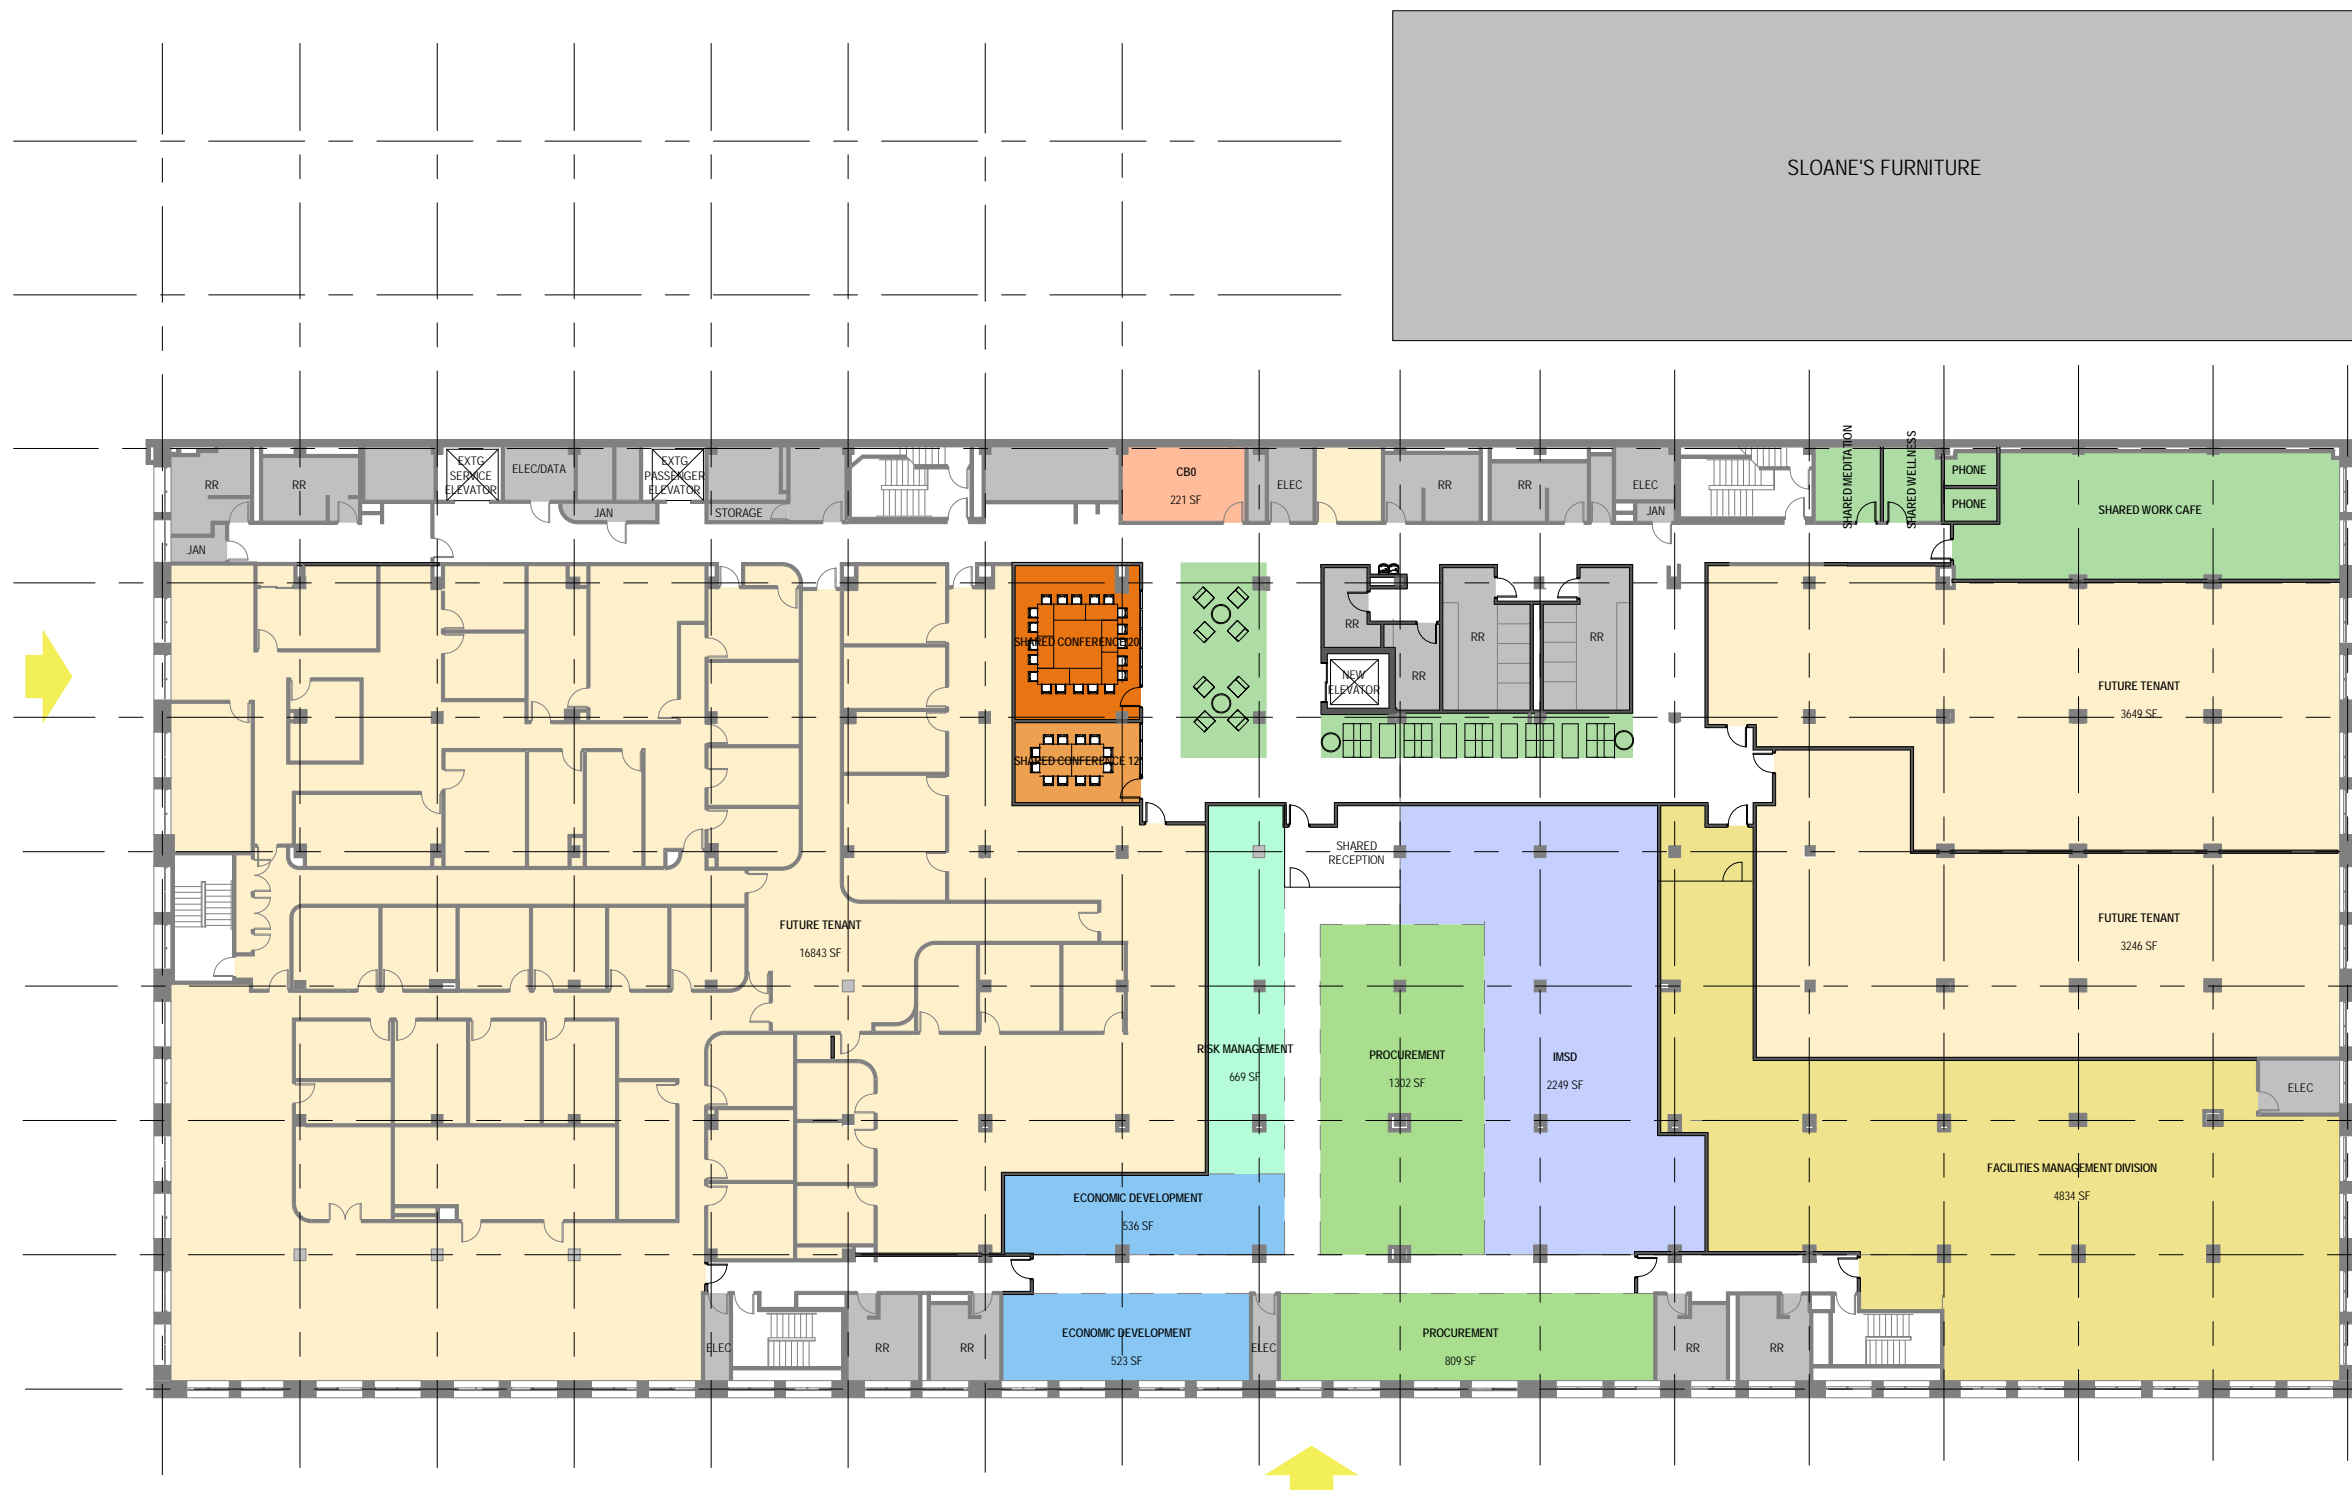 SLOANE'S FURNITURE
SHARED MEDITATION
SHARED WELLNESS
EXTG
SERVICE
ELEVATOR
ELEC/DATA
EXTG
PASSENGER
ELEVATOR
RR
RR
CB0
221 SF
ELEC
RR
RR
ELEC
PHONE
PHONE
SHARED WORK CAFE
JAN
STORAGE
JAN
JAN
SHARED CONFERENCE 20
RR
RR
RR
RR
NEW
ELEVATOR
FUTURE TENANT
3649 SF
SHARED CONFERENCE 12
SHARED
RECEPTION
FUTURE TENANT
16843 SF
FUTURE TENANT
3246 SF
RISK MANAGEMENT
669 SF
PROCUREMENT
1302 SF
IMSD
2249 SF
ELEC
FACILITIES MANAGEMENT DIVISION
4834 SF
ECONOMIC DEVELOPMENT
536 SF
ELEC
RR
RR
ECONOMIC DEVELOPMENT
523 SF
ELEC
PROCUREMENT
809 SF
RR
RR